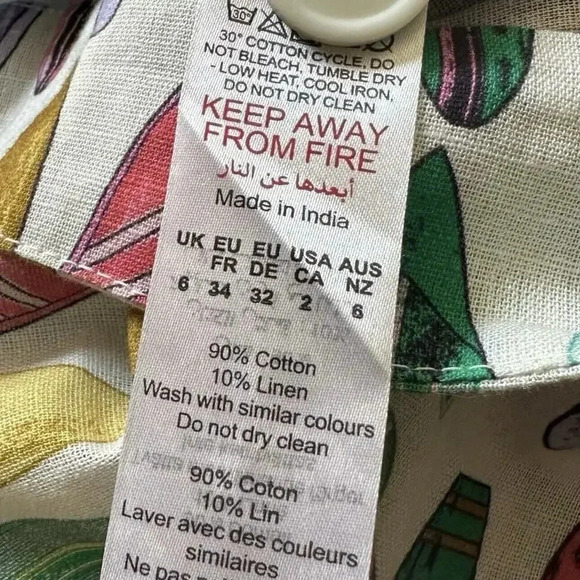 30°
30° COTTON CYCLE, DO
NOT BLEACH, TUMBLE DRY
- LOW HEAT, COOL IRON,
DO NOT DRY CLEAN
KEEP AWAY
FROM FIRE
أبعدها عن النار
Made in India
UK EU EU USA AUS
FR DE CA NZ
6 34 32 2 6
90% Cotton
10% Linen
Wash with similar colours
Do not dry clean
90% Coton
10% Lin
Laver avec des couleurs
similaires
Ne pas